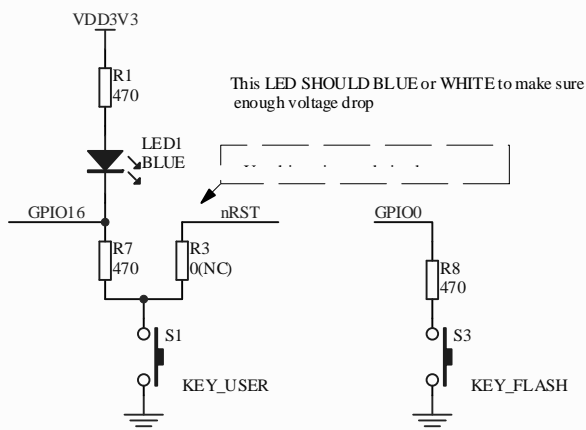 VDD3V3
R1
470
This LED SHOULD BLUE or WHITE to make sure
enough voltage drop
LED1
BLUE
GPIO16
nRST
GPIO0
R7
470
R3
0(NC)
R8
470
S1
S3
KEY_USER
KEY_FLASH